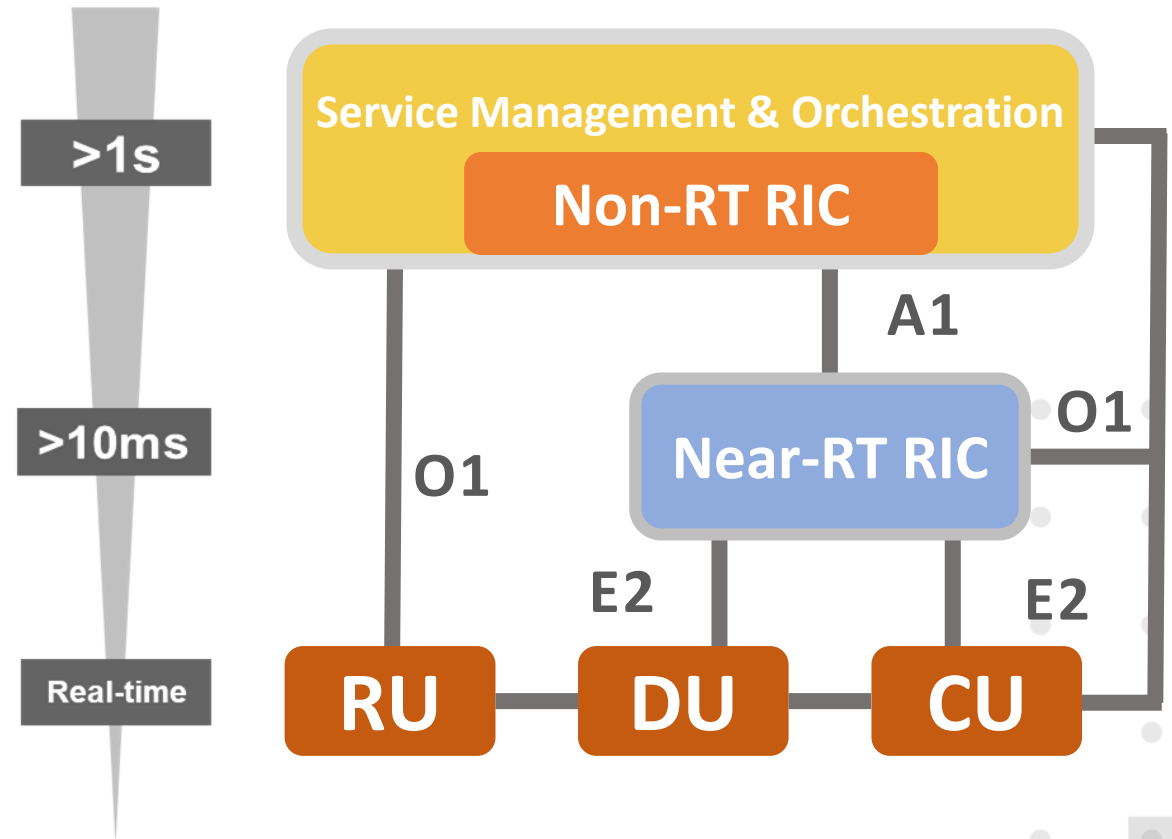 Service Management & Orchestration
>1s
Non-RT RIC
A1
O1
>10ms
Near-RT RIC
O1
E2
E2
Real-time
RU
DU
CU